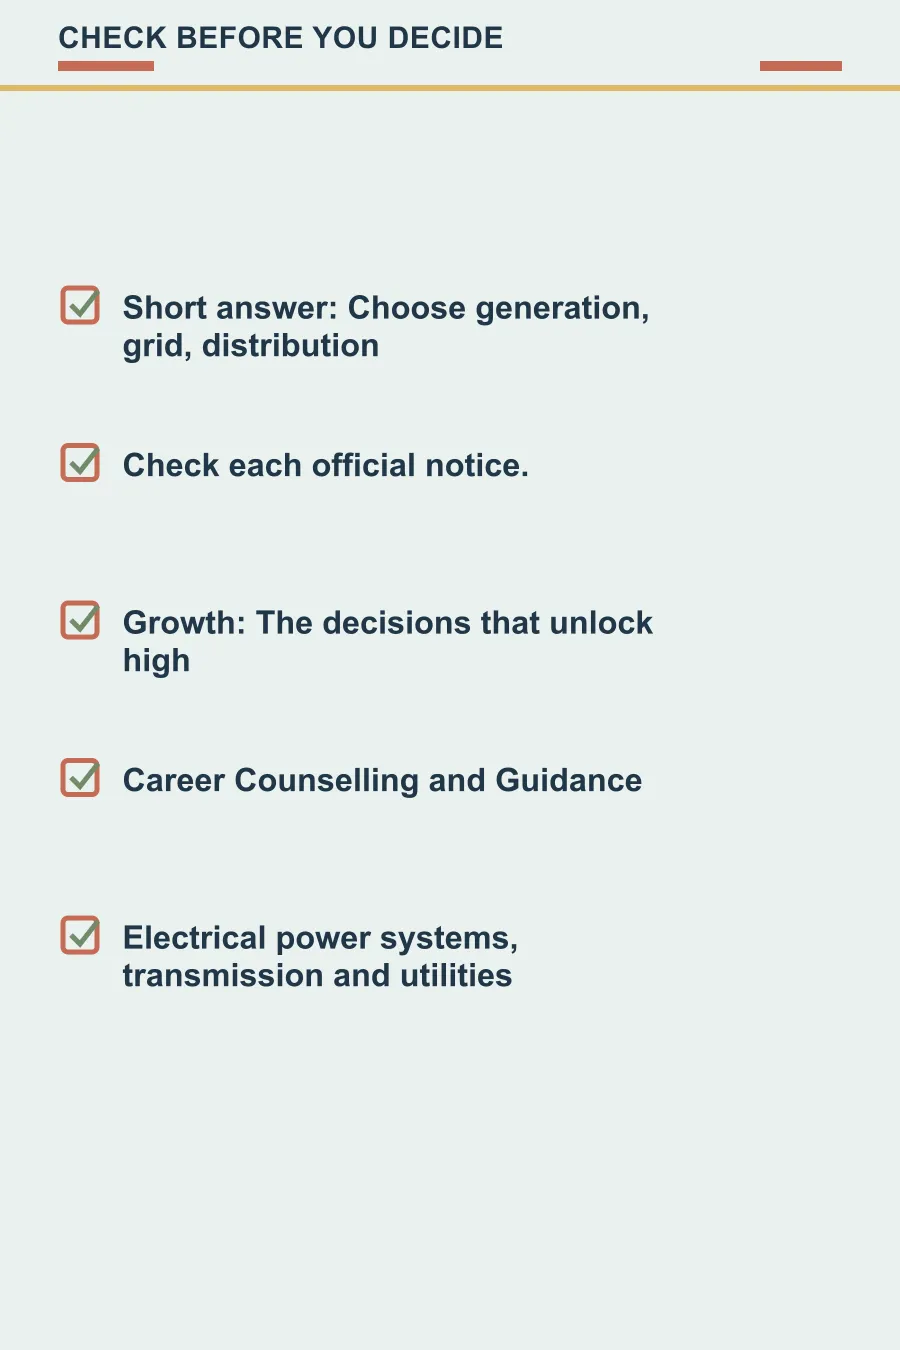 CHECK BEFORE YOU DECIDE
Short answer: Choose generation,
grid, distribution
Check each official notice.
Growth: The decisions that unlock
high
Career Counselling and Guidance
Electrical power systems,
transmission and utilities